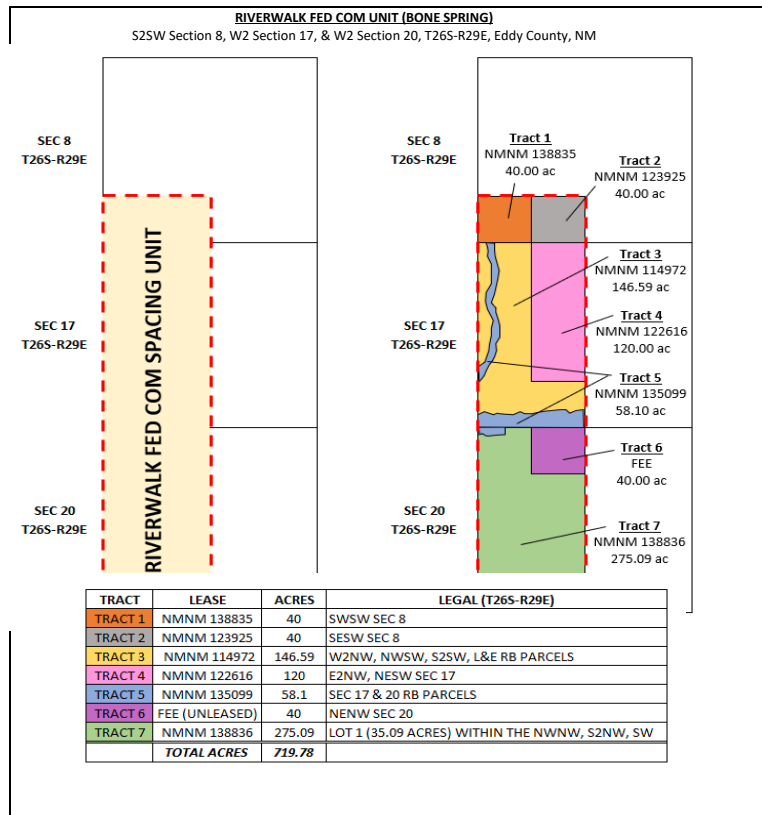 RIVERWALK FED COM UNIT (BONE SPRING)
S2SW Section 8, W2 Section 17, & W2 Section 20, T26S-R29E, Eddy County, NM
SEC 8
T26S-R29E
SEC 17
T26S-R29E
SEC 20
T26S-R29E
RIVERWALK FED COM SPACING UNIT
SEC 8
T26S-R29E
SEC 17
T26S-R29E
SEC 20
T26S-R29E
Tract 1
NMNM 138835
40.00 ac
Tract 2
NMNM 123925
40.00 ac
Tract 3
NMNM 114972
146.59 ac
Tract 4
NMNM 122616
120.00 ac
Tract 5
NMNM 135099
58.10 ac
Tract 6
FEE
40.00 ac
Tract 7
NMNM 138836
275.09 ac
TRACT LEASE ACRES LEGAL (T26S-R29E)
TRACT 1 NMNM 138835 40 SWSW SEC 8
TRACT 2 NMNM 123925 40 SESW SEC 8
TRACT 3 NMNM 114972 146.59 W2NW, NWSW, S2SW, L&E RB PARCELS
TRACT 4 NMNM 122616 120 E2NW, NESW SEC 17
TRACT 5 NMNM 135099 58.1 SEC 17 & 20 RB PARCELS
TRACT 6 FEE (UNLEASED) 40 NENW SEC 20
TRACT 7 NMNM 138836 275.09 LOT 1 (35.09 ACRES) WITHIN THE NWNW, S2NW, SW
TOTAL ACRES 719.78